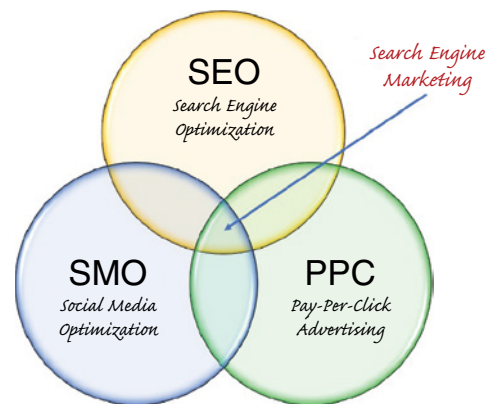 SEO
Search Engine
Optimization
Search Engine
Marketing
SMO
Social Media
Optimization
PPC
Pay-Per-Click
Advertising